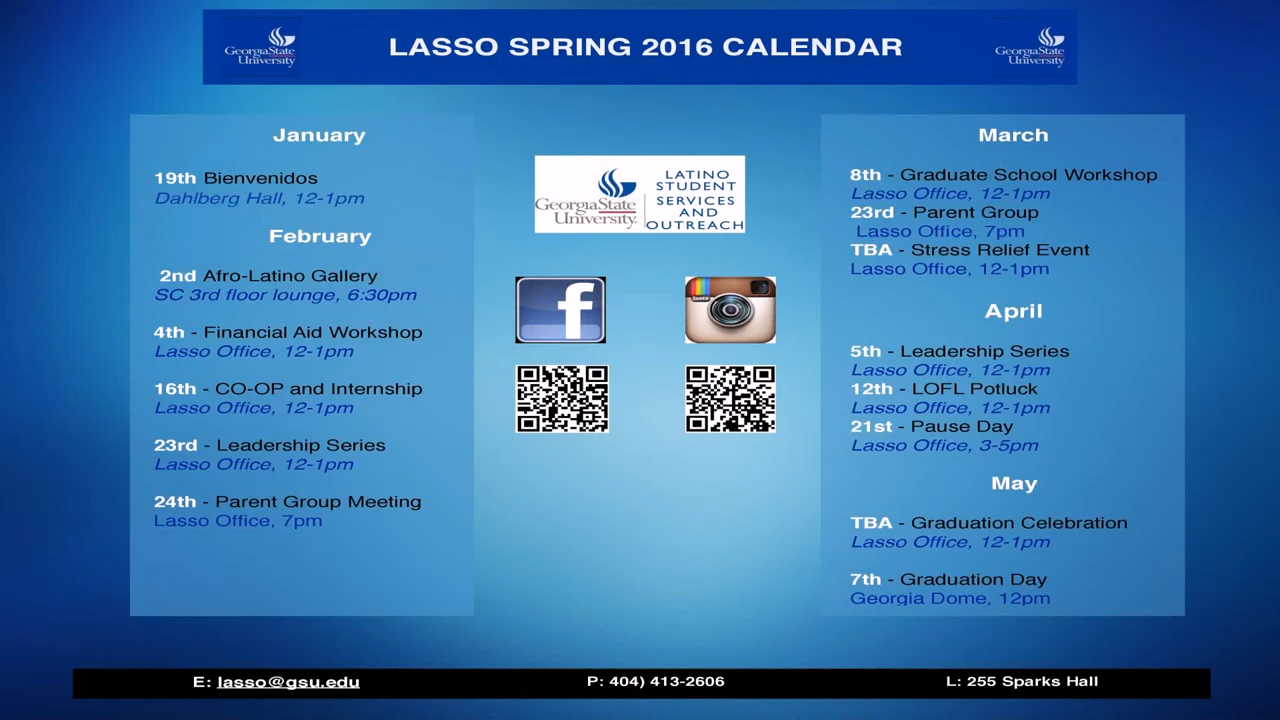 GeorgiaState
University
LASSO SPRING 2016 CALENDAR
GeorgiaState
University
January
19th Bienvenidos
Dahlberg Hall, 12-1pm
February
2nd Afro-Latino Gallery
SC 3rd floor lounge, 6:30pm
4th - Financial Aid Workshop
Lasso Office, 12-1pm
16th - CO-OP and Internship
Lasso Office, 12-1pm
23rd - Leadership Series
Lasso Office, 12-1pm
24th - Parent Group Meeting
Lasso Office, 7pm
GeorgiaState
University
LATINO
STUDENT
SERVICES
AND
OUTREACH
f
Insta
March
8th - Graduate School Workshop
Lasso Office, 12-1pm
23rd - Parent Group
Lasso Office, 7pm
TBA - Stress Relief Event
Lasso Office, 12-1pm
April
5th - Leadership Series
Lasso Office, 12-1pm
12th - LOFL Potluck
Lasso Office, 12-1pm
21st - Pause Day
Lasso Office, 3-5pm
May
TBA - Graduation Celebration
Lasso Office, 12-1pm
7th - Graduation Day
Georgia Dome, 12pm
E: lasso@gsu.edu
P: 404) 413-2606
L: 255 Sparks Hall